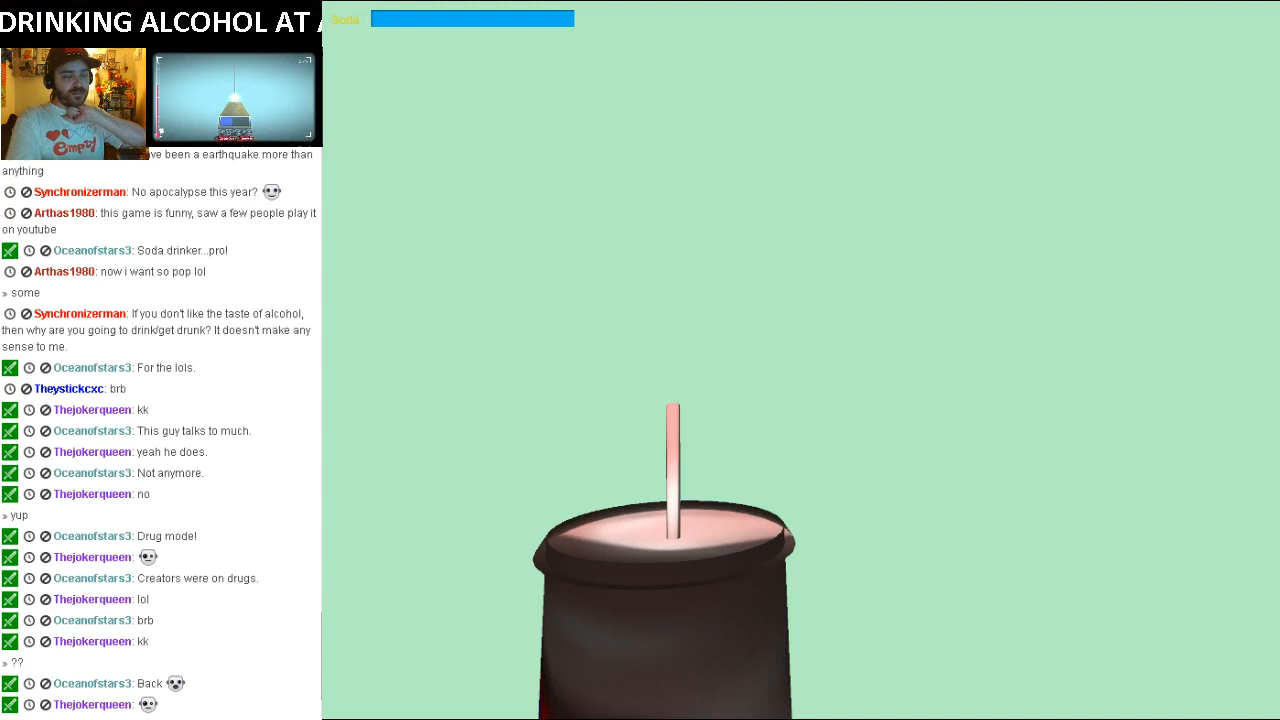 DRINKING ALCOHOL AT
Soda
empty
ve been a earthquake more than
anything
Synchronizerman: No apocalypse this year?
Arthas1980: this game is funny, saw a few people play it
on youtube
Oceanofstars3: Soda drinker...pro!
Arthas1980: now i want so pop lol
» some
Synchronizerman: If you don't like the taste of alcohol,
then why are you going to drink/get drunk? It doesn't make any
sense to me.
Oceanofstars3: For the lols.
Theystickcxc: brb
Thejokerqueen: kk
Oceanofstars3: This guy talks to much.
Thejokerqueen: yeah he does.
Oceanofstars3: Not anymore.
Thejokerqueen: no
» yup
Oceanofstars3: Drug mode!
Thejokerqueen:
Oceanofstars3: Creators were on drugs.
Thejokerqueen: lol
Oceanofstars3: brb
Thejokerqueen: kk
» ??
Oceanofstars3: Back
Thejokerqueen: